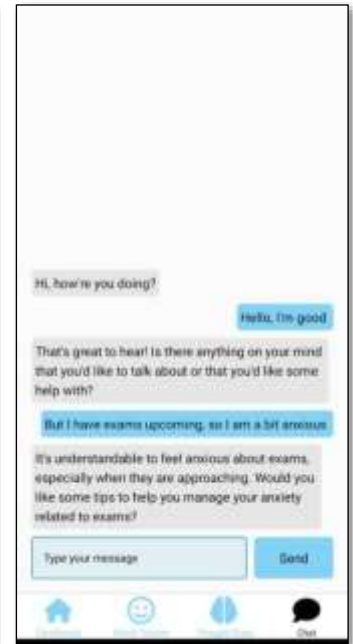 Hi, how're you doing?
Hello, I'm good
That's great to hear! Is there anything on your mind
that you'd like to talk about or that you'd like some
help with?
But I have exams upcoming, so I am a bit anxious
It's understandable to feel anxious about exams,
especially when they are approaching. Would you
like some tips to help you manage your anxiety
related to exams?
Type your message
Send
Chat